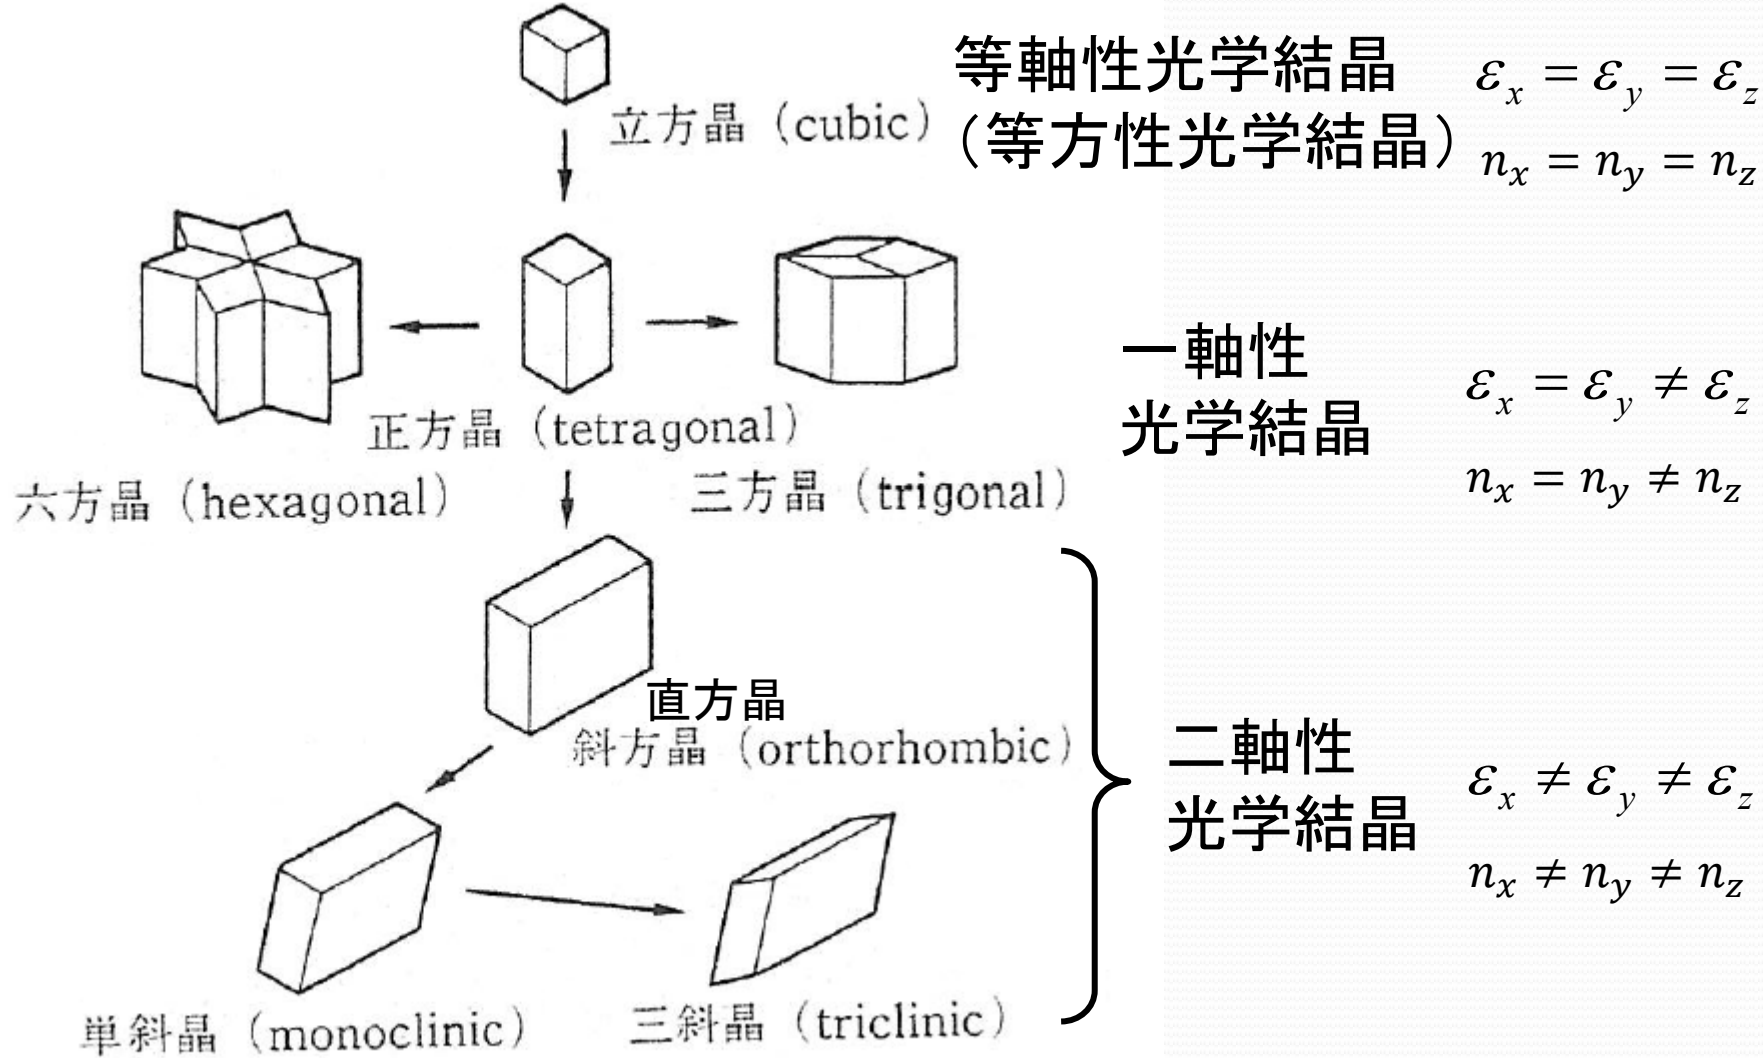 立方晶 (cubic)
等軸性光学結晶
（等方性光学結晶）
εx = εy = εz
nx = ny = nz
正方晶 (tetragonal)
六方晶 (hexagonal)
三方晶 (trigonal)
一軸性
光学結晶
εx = εy ≠ εz
nx = ny ≠ nz
直方晶
斜方晶 (orthorhombic)
単斜晶 (monoclinic)
三斜晶 (triclinic)
二軸性
光学結晶
εx ≠ εy ≠ εz
nx ≠ ny ≠ nz